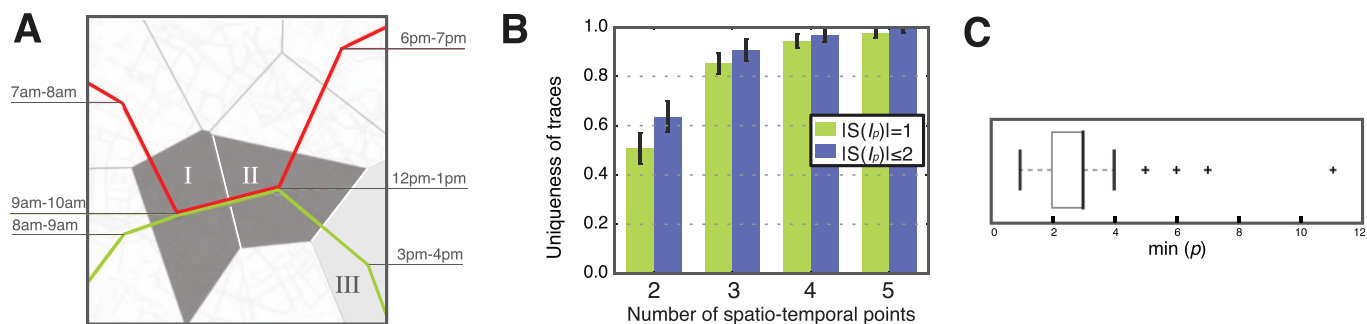 A
7am-8am
9am-10am
8am-9am
6pm-7pm
12pm-1pm
3pm-4pm
I
II
III
B
Uniqueness of traces
1.0
0.8
0.6
0.4
0.2
0.0
|S(Ip)|=1
|S(Ip)|≤2
2 3 4 5
Number of spatio-temporal points
C
0 2 4 6 8 10 12
min (p)